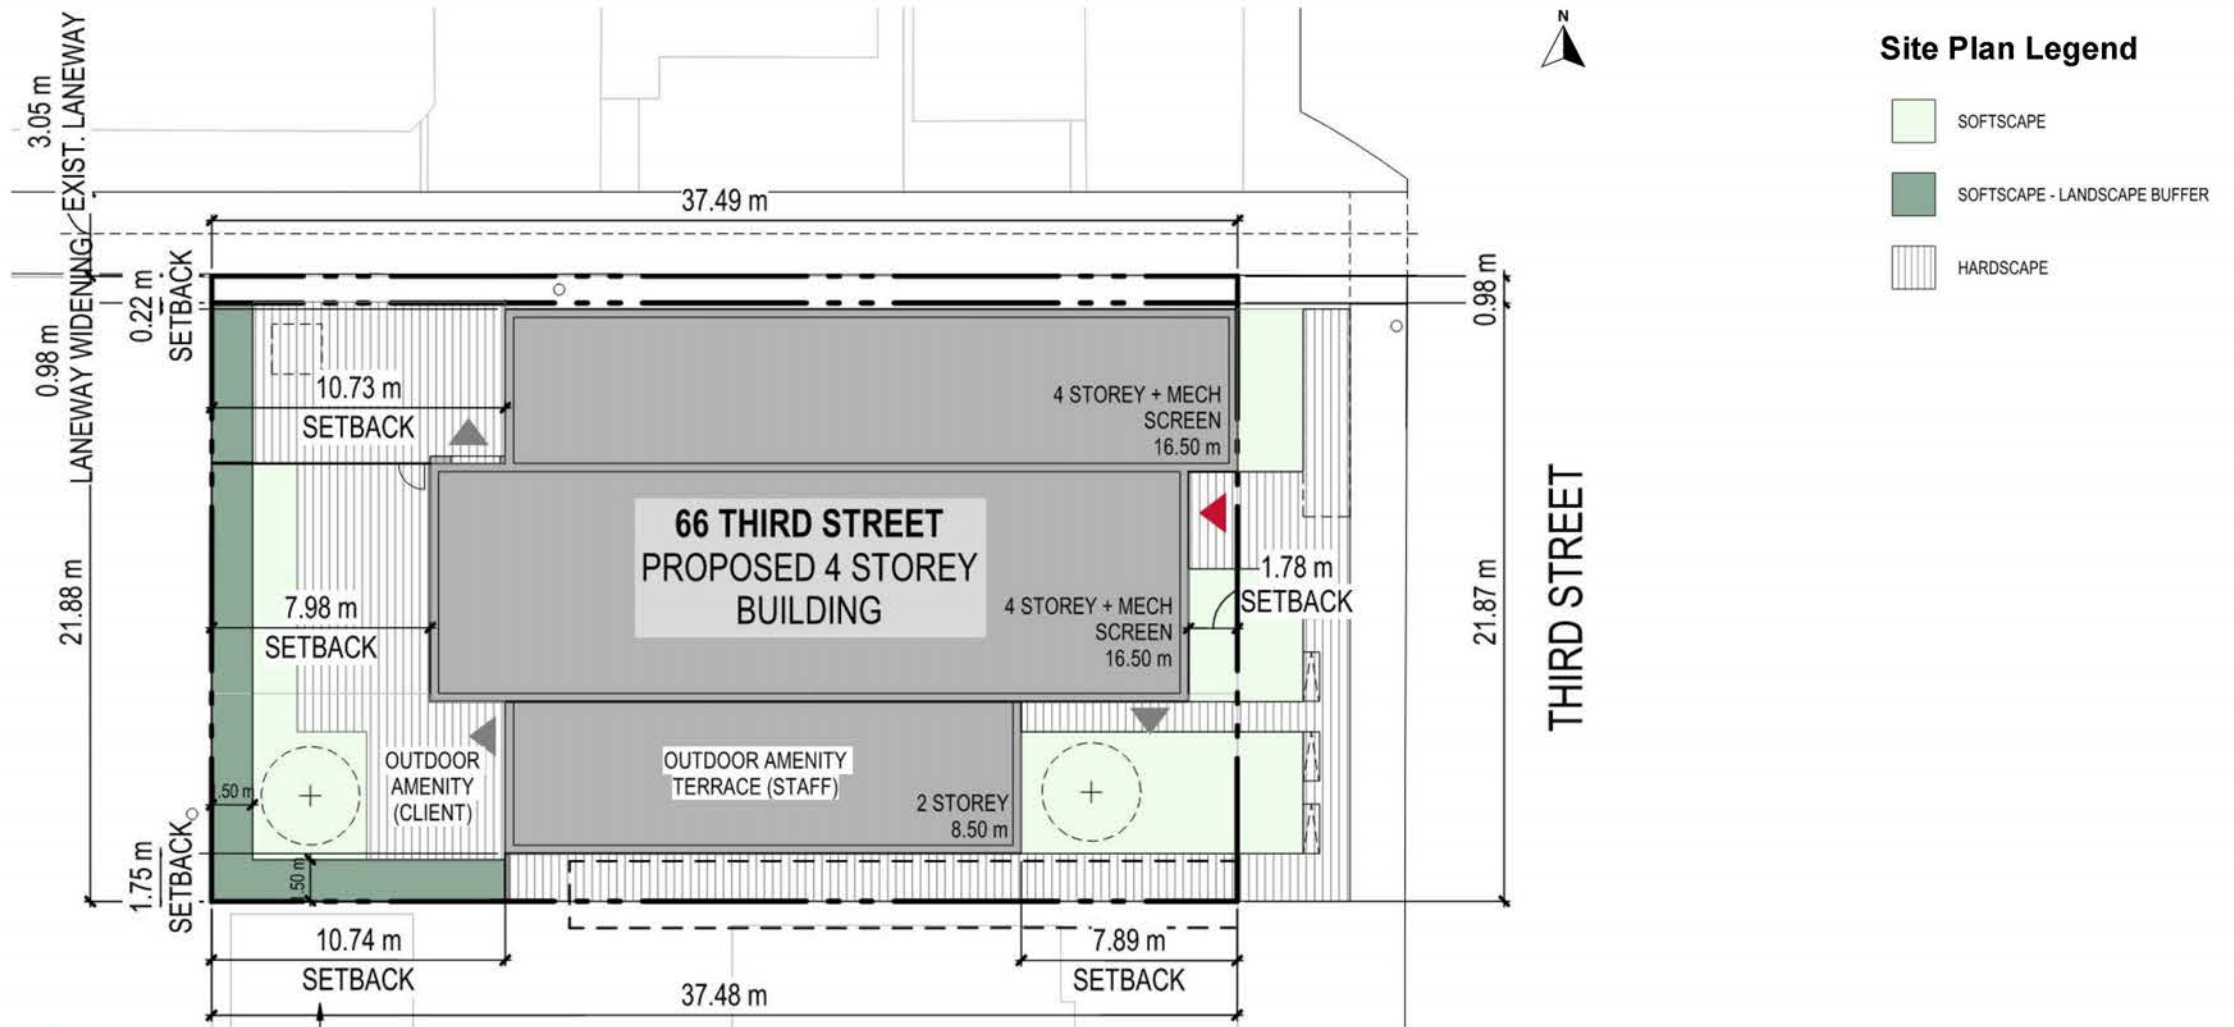 N
Site Plan Legend
SOFTSCAPE
SOFTSCAPE - LANDSCAPE BUFFER
HARDSCAPE
3.05 m
EXIST. LANEWAY
0.98 m
LANEWAY WIDENING
37.49 m
0.22 m
SETBACK
0.98 m
10.73 m
SETBACK
4 STOREY + MECH
SCREEN
16.50 m
66 THIRD STREET
PROPOSED 4 STOREY
BUILDING
4 STOREY + MECH
SCREEN
16.50 m
1.78 m
SETBACK
7.98 m
SETBACK
21.88 m
21.87 m
THIRD STREET
OUTDOOR
AMENITY
(CLIENT)
OUTDOOR AMENITY
TERRACE (STAFF)
2 STOREY
8.50 m
.50 m
.50 m
1.75 m
SETBACK
10.74 m
SETBACK
7.89 m
SETBACK
37.48 m